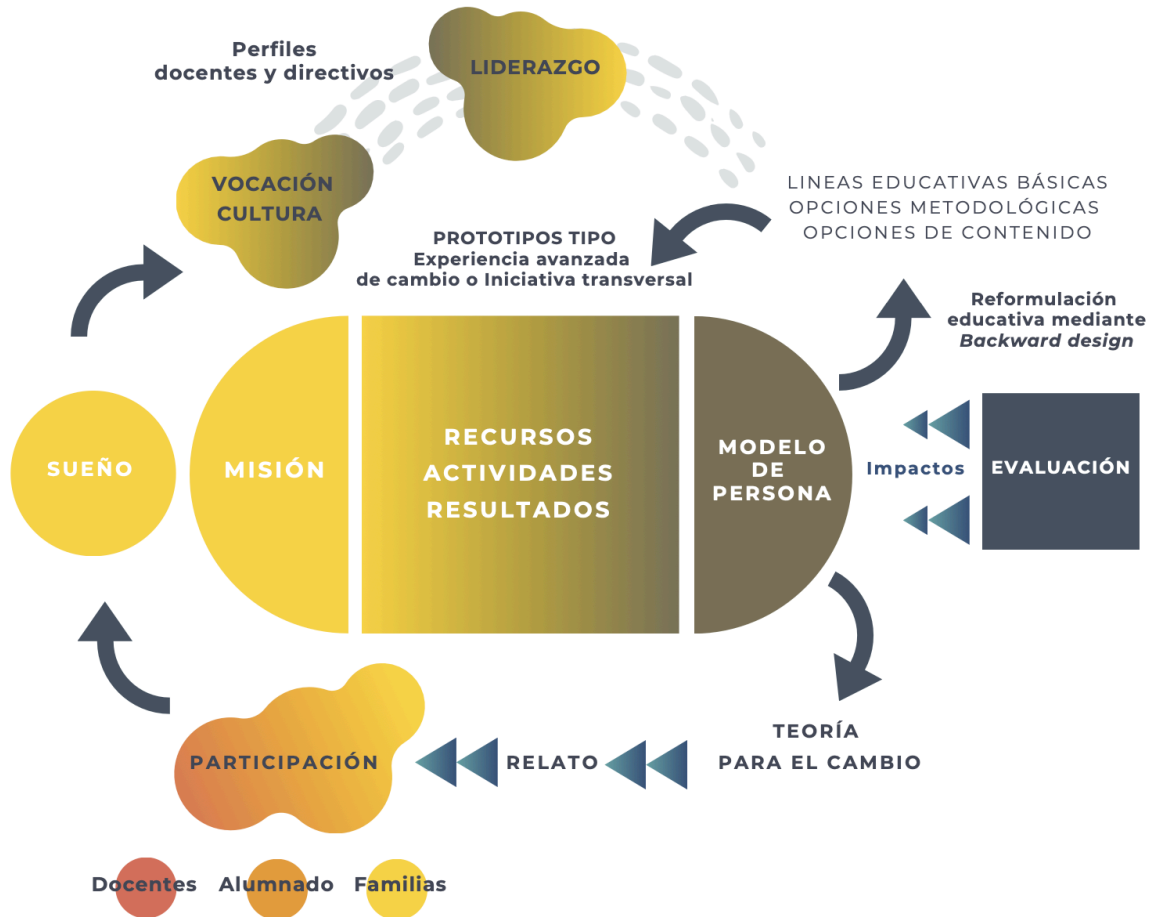 Perfiles
docentes y directivos
LIDERAZGO
VOCACIÓN
CULTURA
LINEAS EDUCATIVAS BÁSICAS
OPCIONES METODOLÓGICAS
OPCIONES DE CONTENIDO
PROTOTIPOS TIPO
Experiencia avanzada
de cambio o Iniciativa transversal
Reformulación
educativa mediante
Backward design
SUEÑO
MISIÓN
RECURSOS
ACTIVIDADES
RESULTADOS
MODELO
DE
PERSONA
Impactos
EVALUACIÓN
TEORÍA
PARA EL CAMBIO
RELATO
PARTICIPACIÓN
Docentes
Alumnado
Familias